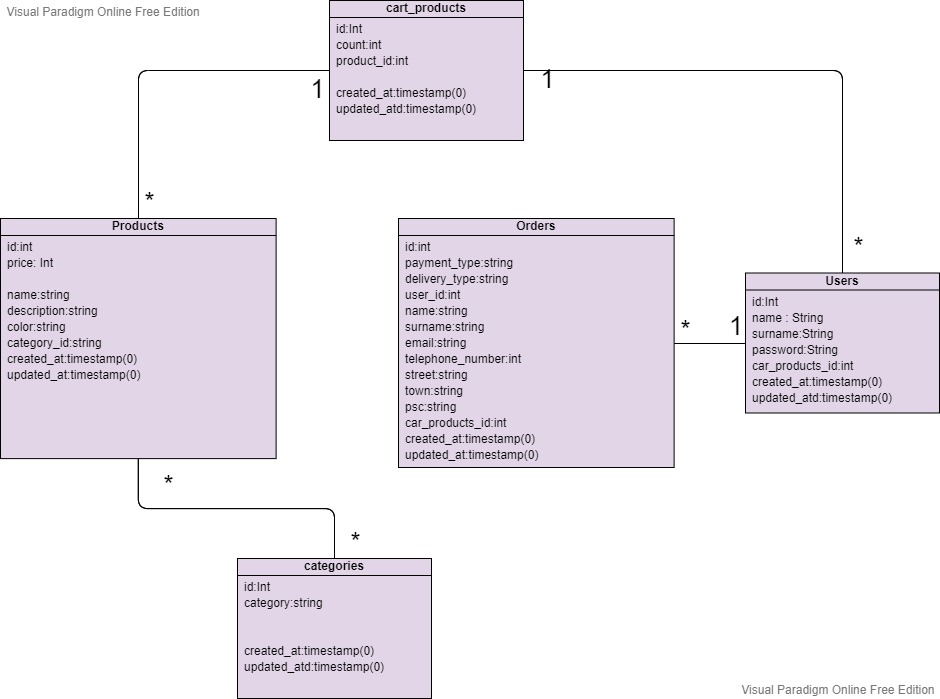 Visual Paradigm Online Free Edition
cart_products
id:Int
count:int
product_id:int
created_at:timestamp(0)
updated_atd:timestamp(0)
1
1
*
*
Products
id:int
price: Int
name:string
description:string
color:string
category_id:string
created_at:timestamp(0)
updated_at:timestamp(0)
Orders
id:int
payment_type:string
delivery_type:string
user_id:int
name:string
surname:string
email:string
telephone_number:int
street:string
town:string
psc:string
car_products_id:int
created_at:timestamp(0)
updated_at:timestamp(0)
*
1
Users
id:Int
name : String
surname:String
password:String
car_products_id:int
created_at:timestamp(0)
updated_atd:timestamp(0)
*
*
categories
id:Int
category:string
created_at:timestamp(0)
updated_atd:timestamp(0)
Visual Paradigm Online Free Edition